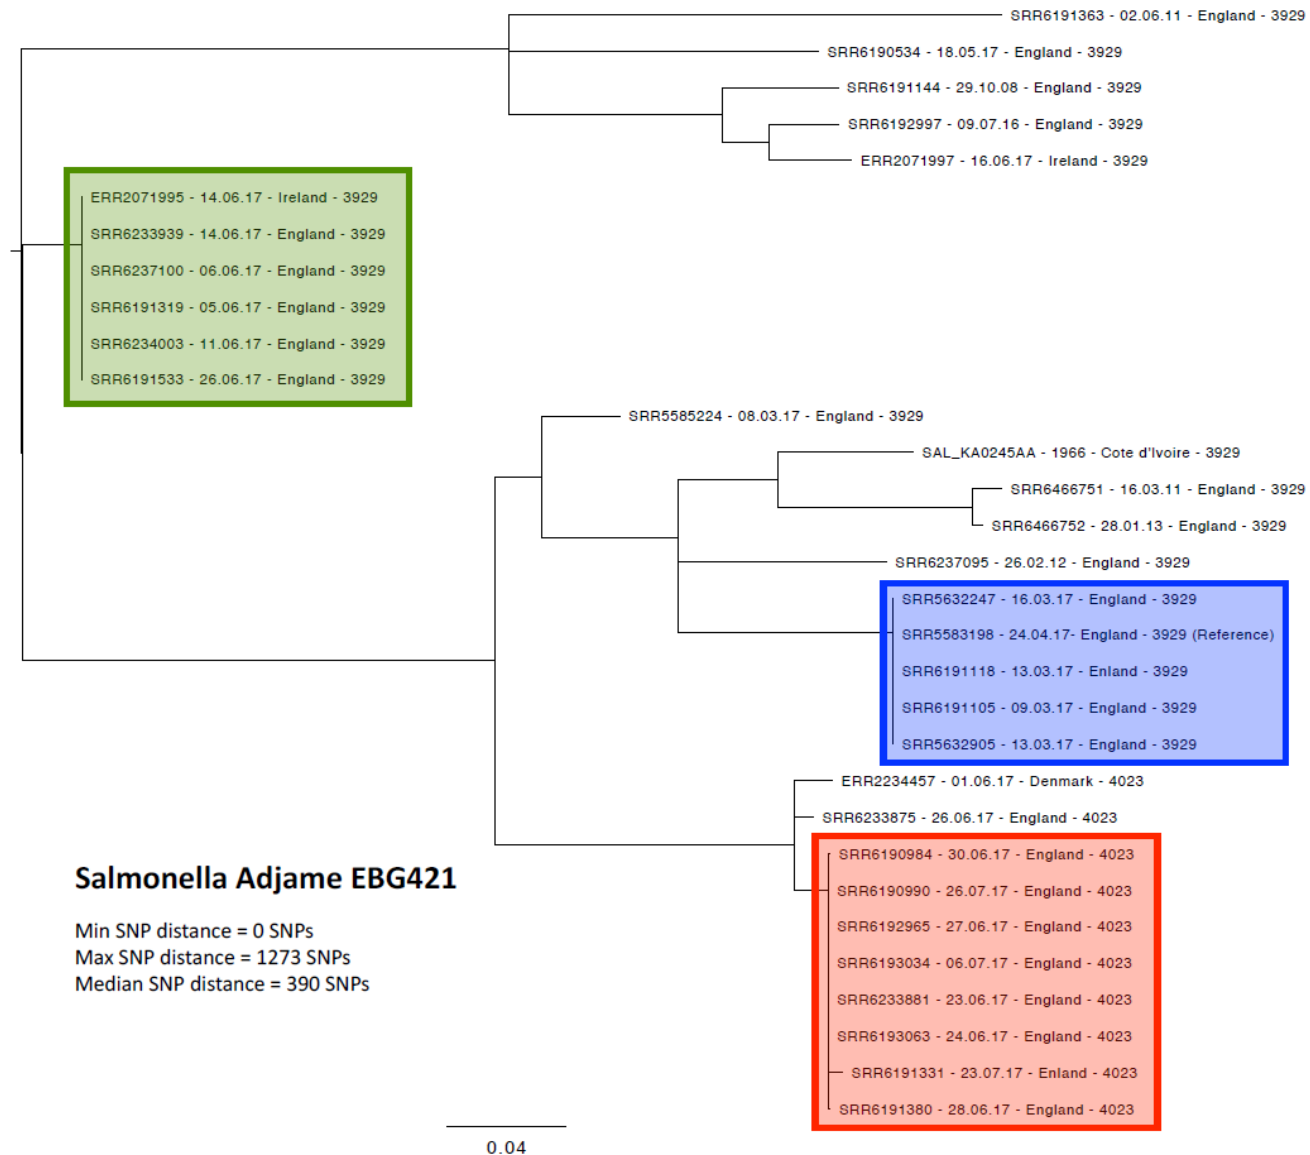 SRR6191363 - 02.06.11 - England - 3929
SRR6190534 - 18.05.17 - England - 3929
SRR6191144 - 29.10.08 - England - 3929
SRR6192997 - 09.07.16 - England - 3929
ERR2071997 - 16.06.17 - Ireland - 3929
ERR2071995 - 14.06.17 - Ireland - 3929
SRR6233939 - 14.06.17 - England - 3929
SRR6237100 - 06.06.17 - England - 3929
SRR6191319 - 05.06.17 - England - 3929
SRR6234003 - 11.06.17 - England - 3929
SRR6191533 - 26.06.17 - England - 3929
SRR5585224 - 08.03.17 - England - 3929
SAL_KA0245AA - 1966 - Cote d'Ivoire - 3929
SRR6466751 - 16.03.11 - England - 3929
SRR6466752 - 28.01.13 - England - 3929
SRR6237095 - 26.02.12 - England - 3929
SRR5632247 - 16.03.17 - England - 3929
SRR5583198 - 24.04.17- England - 3929 (Reference)
SRR6191118 - 13.03.17 - Enland - 3929
SRR6191105 - 09.03.17 - England - 3929
SRR5632905 - 13.03.17 - England - 3929
ERR2234457 - 01.06.17 - Denmark - 4023
SRR6233875 - 26.06.17 - England - 4023
SRR6190984 - 30.06.17 - England - 4023
SRR6190990 - 26.07.17 - England - 4023
SRR6192965 - 27.06.17 - England - 4023
SRR6193034 - 06.07.17 - England - 4023
SRR6233881 - 23.06.17 - England - 4023
SRR6193063 - 24.06.17 - England - 4023
SRR6191331 - 23.07.17 - Enland - 4023
SRR6191380 - 28.06.17 - England - 4023
Salmonella Adjame EBG421
Min SNP distance = 0 SNPs
Max SNP distance = 1273 SNPs
Median SNP distance = 390 SNPs
0.04